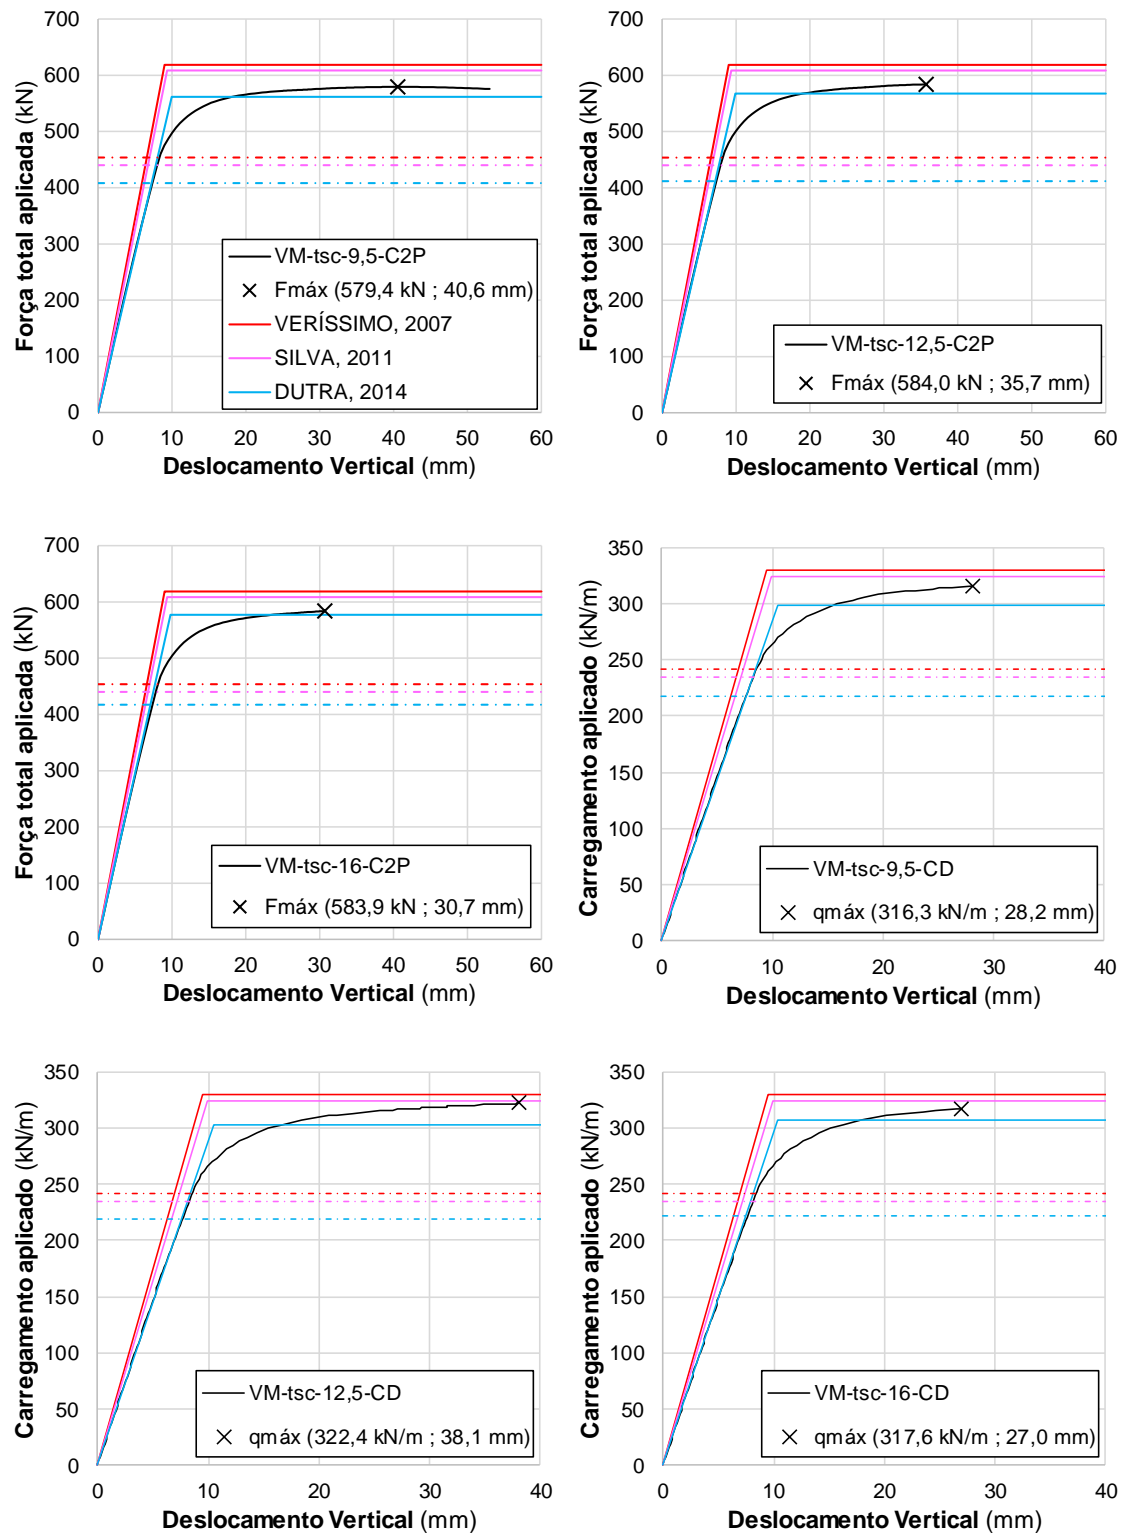 700
600
500
400
300
200
100
0
Força total aplicada (kN)
VM-tsc-9,5-C2P
Fmáx (579,4 kN ; 40,6 mm)
VERÍSSIMO, 2007
SILVA, 2011
DUTRA, 2014
0 10 20 30 40 50 60
Deslocamento Vertical (mm)
700
600
500
400
300
200
100
0
Força total aplicada (kN)
VM-tsc-12,5-C2P
Fmáx (584,0 kN ; 35,7 mm)
0 10 20 30 40 50 60
Deslocamento Vertical (mm)
700
600
500
400
300
200
100
0
Força total aplicada (kN)
VM-tsc-16-C2P
Fmáx (583,9 kN ; 30,7 mm)
0 10 20 30 40 50 60
Deslocamento Vertical (mm)
350
300
250
200
150
100
50
0
Carregamento aplicado (kN/m)
VM-tsc-9,5-CD
qmáx (316,3 kN/m ; 28,2 mm)
0 10 20 30 40
Deslocamento Vertical (mm)
350
300
250
200
150
100
50
0
Carregamento aplicado (kN/m)
VM-tsc-12,5-CD
qmáx (322,4 kN/m ; 38,1 mm)
0 10 20 30 40
Deslocamento Vertical (mm)
350
300
250
200
150
100
50
0
Carregamento aplicado (kN/m)
VM-tsc-16-CD
qmáx (317,6 kN/m ; 27,0 mm)
0 10 20 30 40
Deslocamento Vertical (mm)